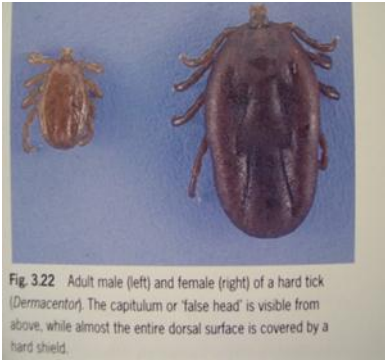 Fig. 3.22 Adult male (left) and female (right) of a hard tick
(Dermacentor). The capitulum or 'false head' is visible from
above, while almost the entire dorsal surface is covered by a
hard shield.